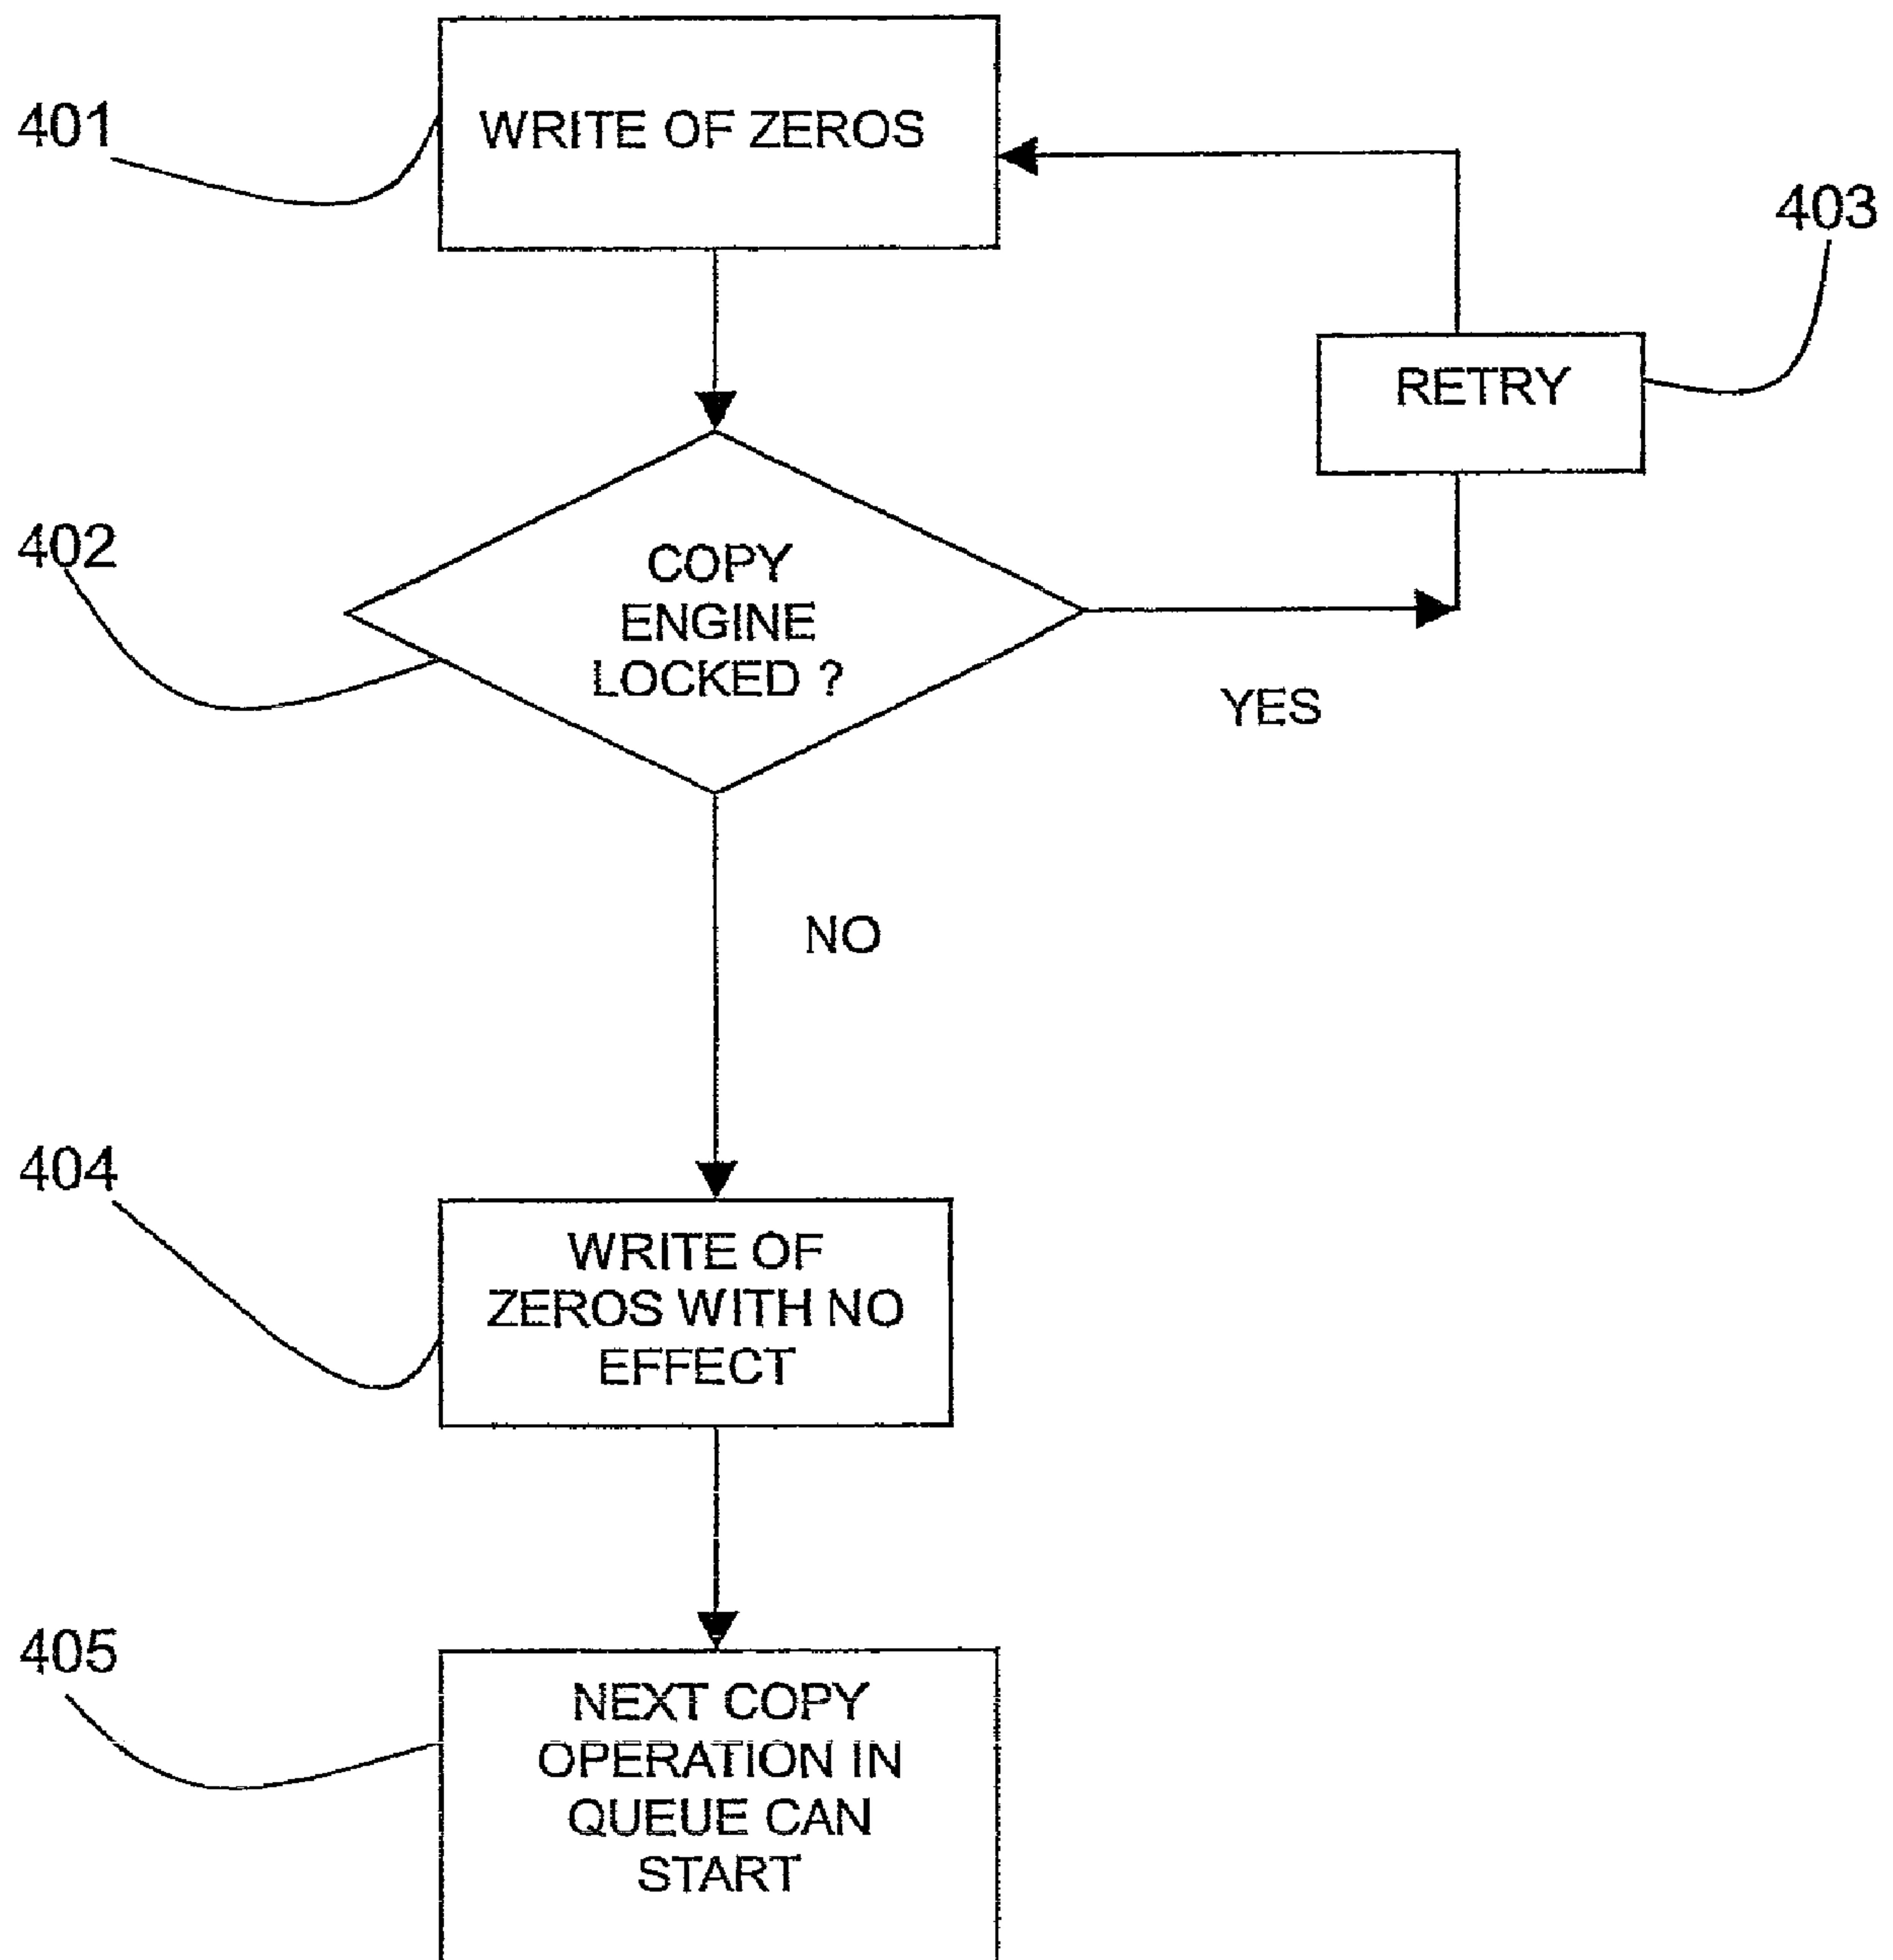 401
WRITE OF ZEROS
403
RETRY
402
COPY
ENGINE
LOCKED ?
YES
NO
404
WRITE OF
ZEROS WITH NO
EFFECT
405
NEXT COPY
OPERATION IN
QUEUE CAN
START